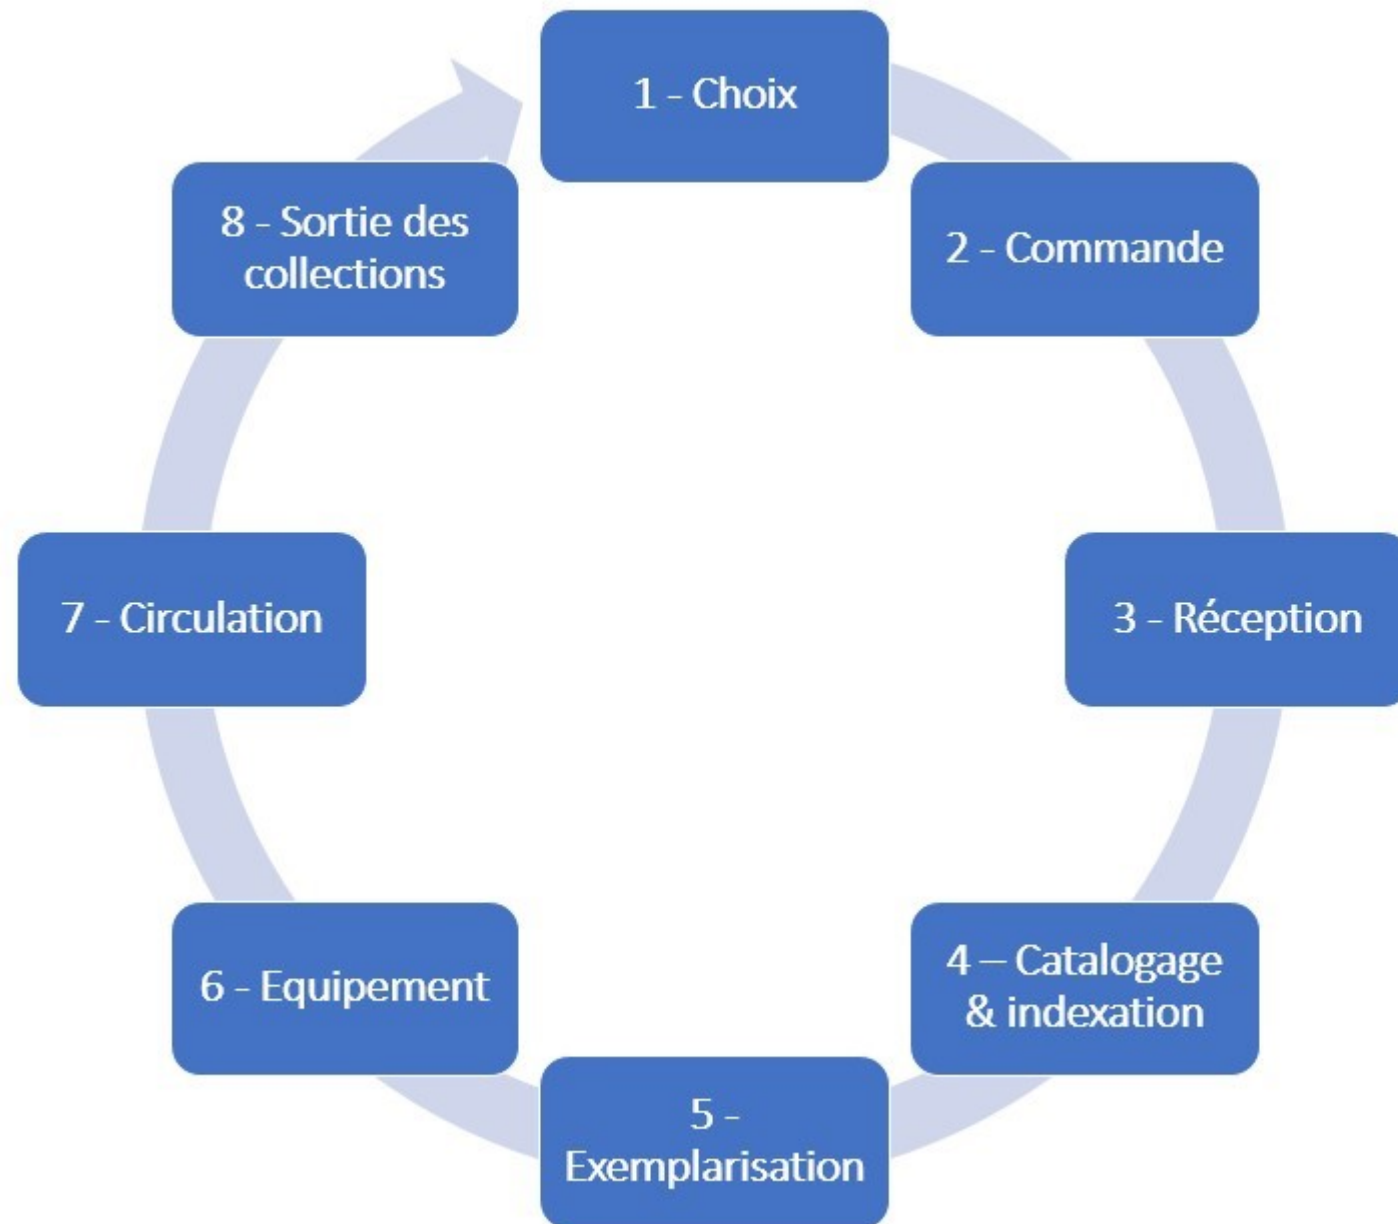 1 - Choix
2 - Commande
3 - Réception
4 – Catalogage
& indexation
5 -
Exemplarisation
6 - Equipement
7 - Circulation
8 - Sortie des
collections